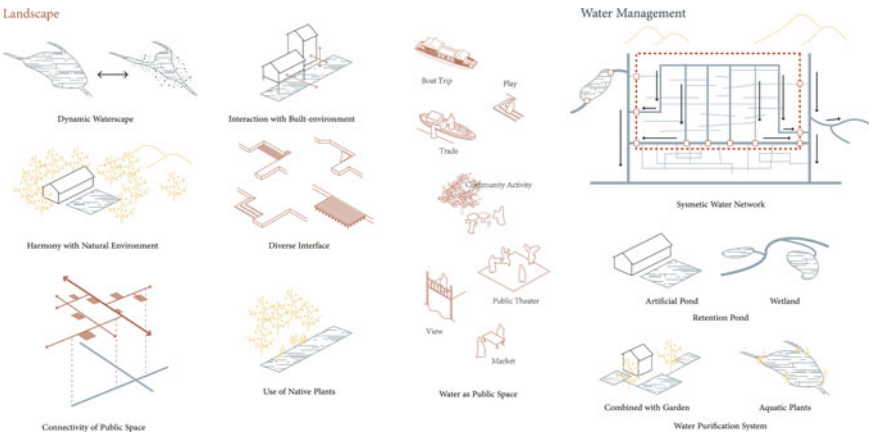 Landscape
Water Management
Dynamic Waterscape
Interaction with Built-environment
Boat Trip
Play
Trade
Harmony with Natural Environment
Diverse Interface
Community Activity
Sysmetic Water Network
Public Theater
View
Market
Artificial Pond
Wetland
Retention Pond
Connectivity of Public Space
Use of Native Plants
Water as Public Space
Combined with Garden
Aquatic Plants
Water Purification System